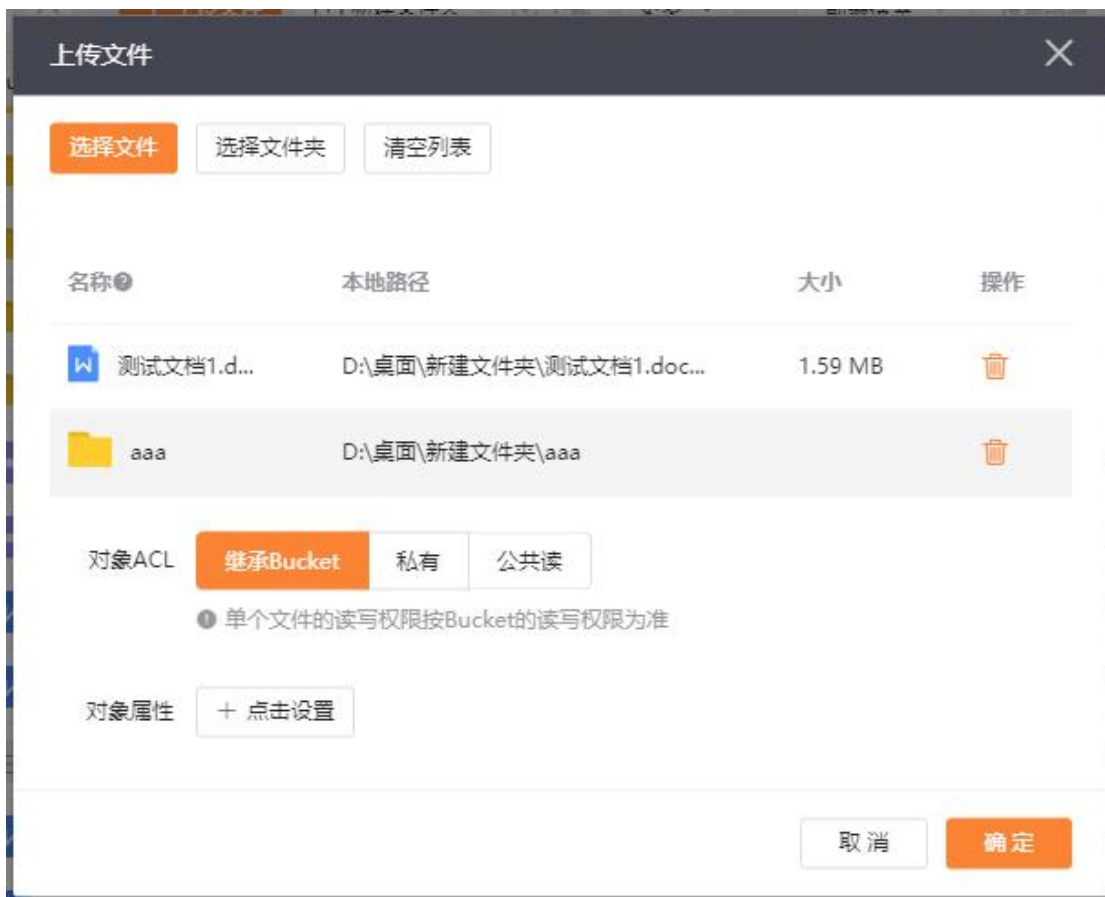 上传文件
选择文件 选择文件夹 清空列表
名称 本地路径 大小 操作
测试文档1.d... D:\桌面\新建文件夹\测试文档1.doc... 1.59 MB
aaa D:\桌面\新建文件夹\aaa
对象ACL 继承Bucket 私有 公共读
单个文件的读写权限按Bucket的读写权限为准
对象属性 + 点击设置
取消 确定